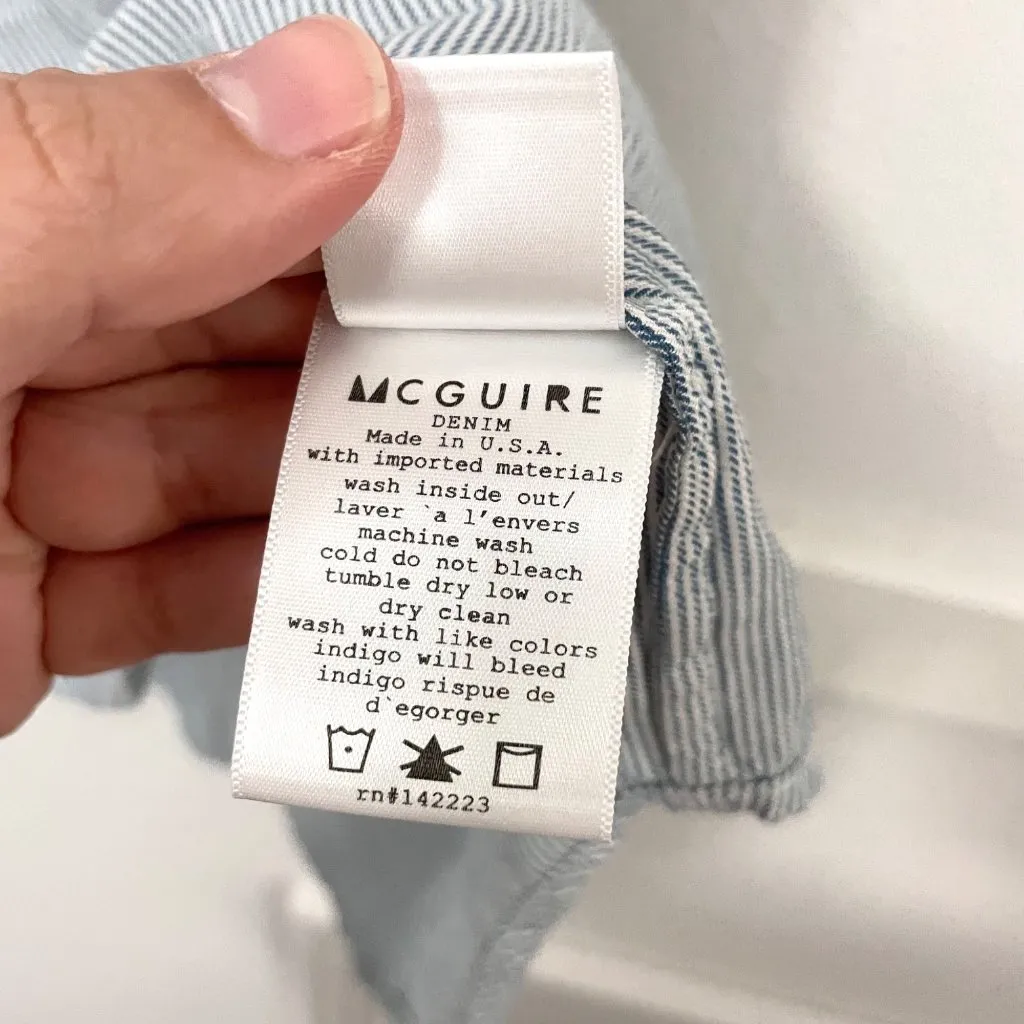 MCGUIRE
DENIM
Made in U.S.A.
with imported materials
wash inside out/
laver `a l'envers
machine wash
cold do not bleach
tumble dry low or
dry clean
wash with like colors
indigo will bleed
indigo rispue de
d`egorger
rn#142223